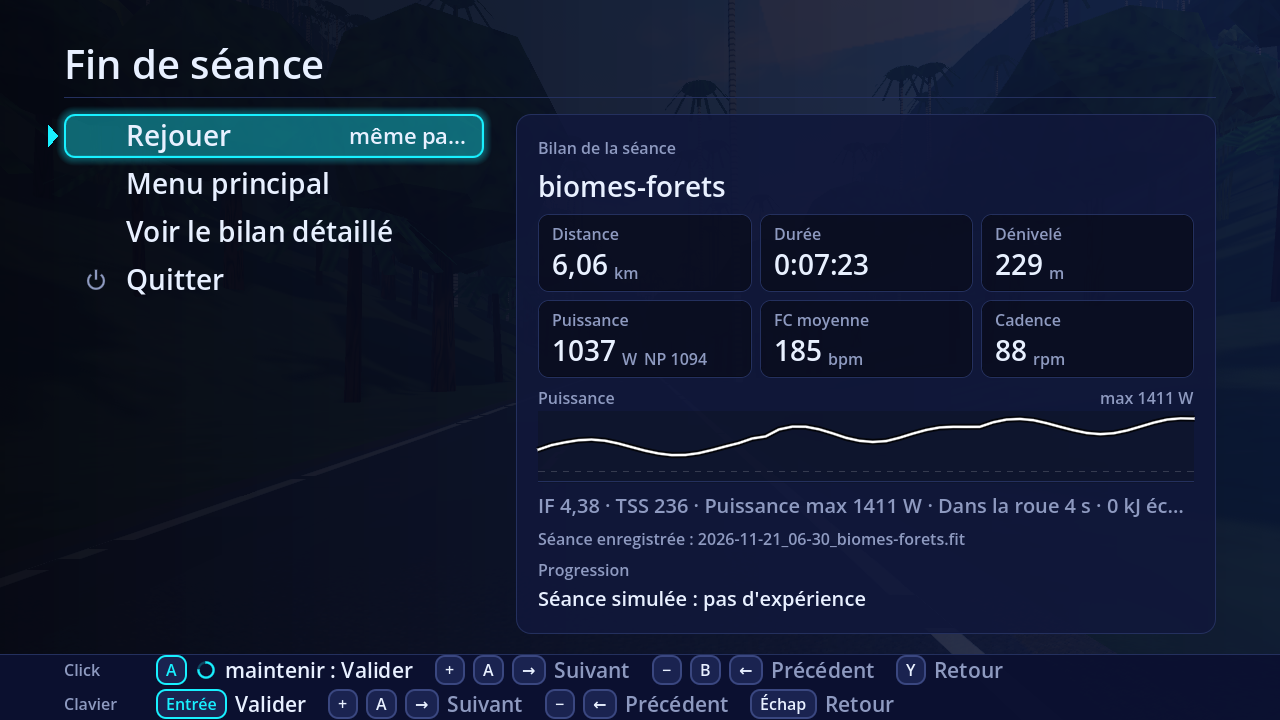 Fin de séance
Rejouer même pa...
Menu principal
Voir le bilan détaillé
Quitter
Bilan de la séance
biomes-forets
Distance Durée Dénivelé
6,06 km 0:07:23 229 m
Puissance FC moyenne Cadence
1037 W NP 1094 185 bpm 88 rpm
Puissance max 1411 W
IF 4,38 · TSS 236 · Puissance max 1411 W · Dans la roue 4 s · 0 kJ éc...
Séance enregistrée : 2026-11-21_06-30_biomes-forets.fit
Progression
Séance simulée : pas d'expérience
Click A maintenir : Valider + A → Suivant − B ← Précédent Y Retour
Clavier Entrée Valider + A → Suivant − ← Précédent Échap Retour